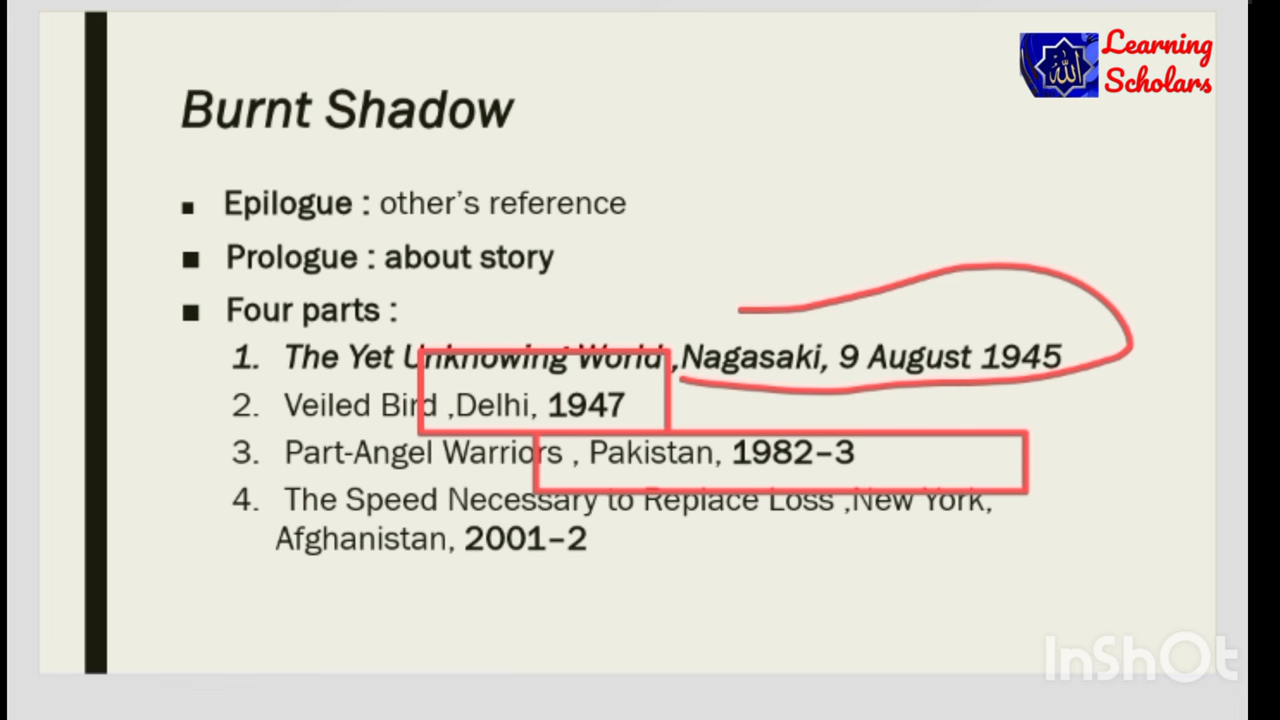 Learning
Scholars
الله
Burnt Shadow
■ Epilogue : other's reference
■ Prologue : about story
■ Four parts :
1. The Yet Unknowing World ,Nagasaki, 9 August 1945
2. Veiled Bird ,Delhi, 1947
3. Part-Angel Warriors , Pakistan, 1982–3
4. The Speed Necessary to Replace Loss ,New York,
Afghanistan, 2001–2
InShOt